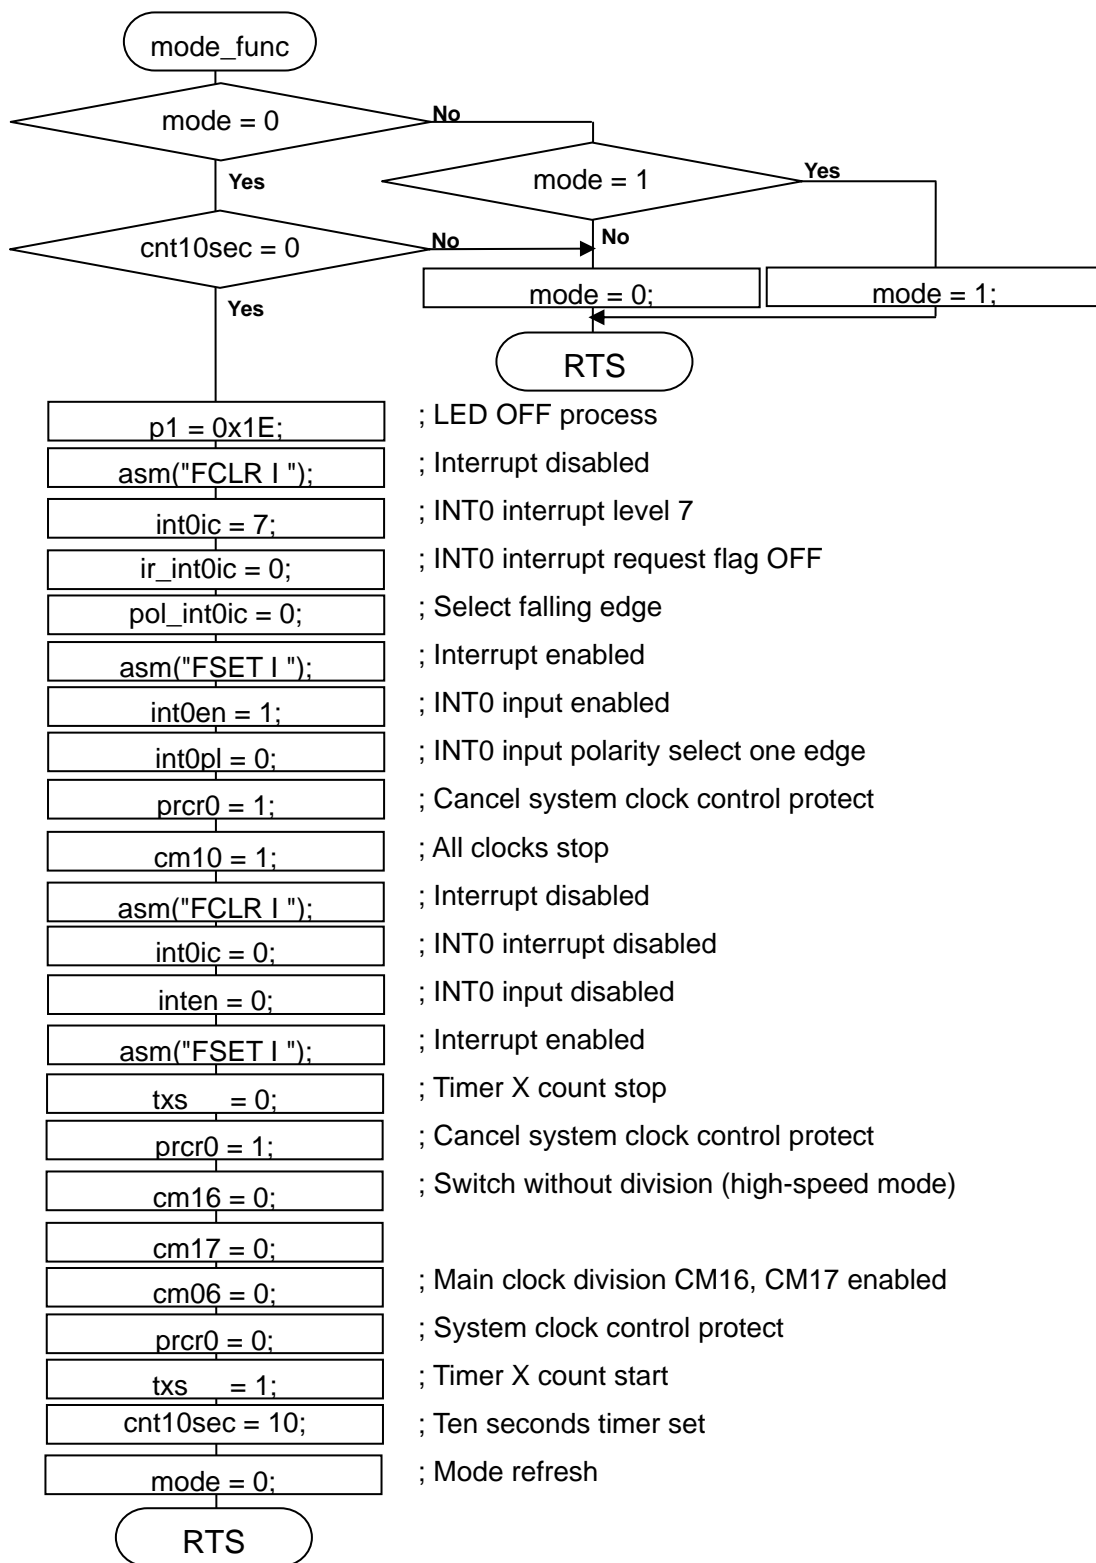 mode_func
mode = 0
No
Yes
mode = 1
Yes
No
cnt10sec = 0
No
Yes
mode = 0;
mode = 1;
RTS
p1 = 0x1E; ; LED OFF process
asm("FCLR I "); ; Interrupt disabled
int0ic = 7; ; INT0 interrupt level 7
ir_int0ic = 0; ; INT0 interrupt request flag OFF
pol_int0ic = 0; ; Select falling edge
asm("FSET I "); ; Interrupt enabled
int0en = 1; ; INT0 input enabled
int0pl = 0; ; INT0 input polarity select one edge
prcr0 = 1; ; Cancel system clock control protect
cm10 = 1; ; All clocks stop
asm("FCLR I "); ; Interrupt disabled
int0ic = 0; ; INT0 interrupt disabled
inten = 0; ; INT0 input disabled
asm("FSET I "); ; Interrupt enabled
txs = 0; ; Timer X count stop
prcr0 = 1; ; Cancel system clock control protect
cm16 = 0; ; Switch without division (high-speed mode)
cm17 = 0;
cm06 = 0; ; Main clock division CM16, CM17 enabled
prcr0 = 0; ; System clock control protect
txs = 1; ; Timer X count start
cnt10sec = 10; ; Ten seconds timer set
mode = 0; ; Mode refresh
RTS